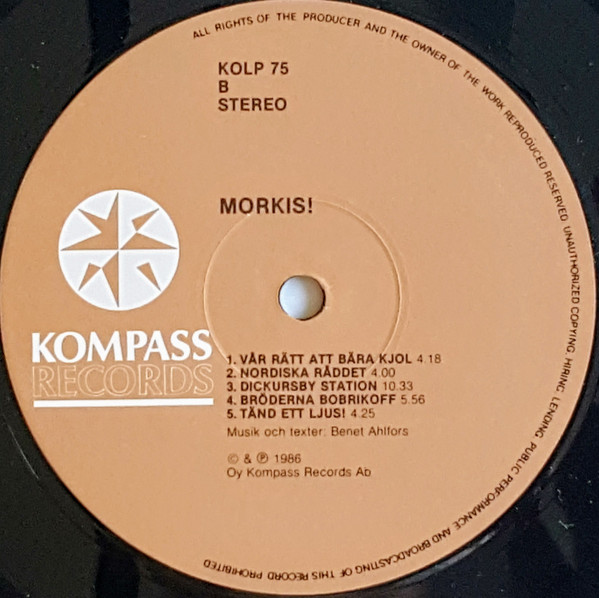 ALL RIGHTS OF THE PRODUCER AND THE OWNER OF THE WORK REPRODUCED RESERVED UNAUTHORIZED COPYING, HIRING, LENDING, PUBLIC PERFORMANCE AND BROADCASTING OF THIS RECORD PROHIBITED
KOLP 75
B
STEREO
MORKIS!
KOMPASS
RECORDS
1. VÅR RÄTT ATT BÄRA KJOL 4.18
2. NORDISKA RÅDDET 4.00
3. DICKURSBY STATION 10.33
4. BRÖDERNA BOBRIKOFF 5.56
5. TÄND ETT LJUS! 4.25
Musik och texter: Benet Ahlfors
© & ℗ 1986
Oy Kompass Records Ab